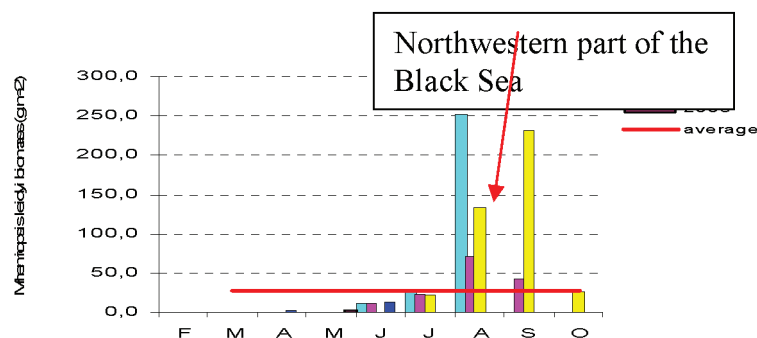 Northwestern part of the
Black Sea
300,0
250,0
200,0
150,0
100,0
50,0
0,0
F M A M J J A S O
average